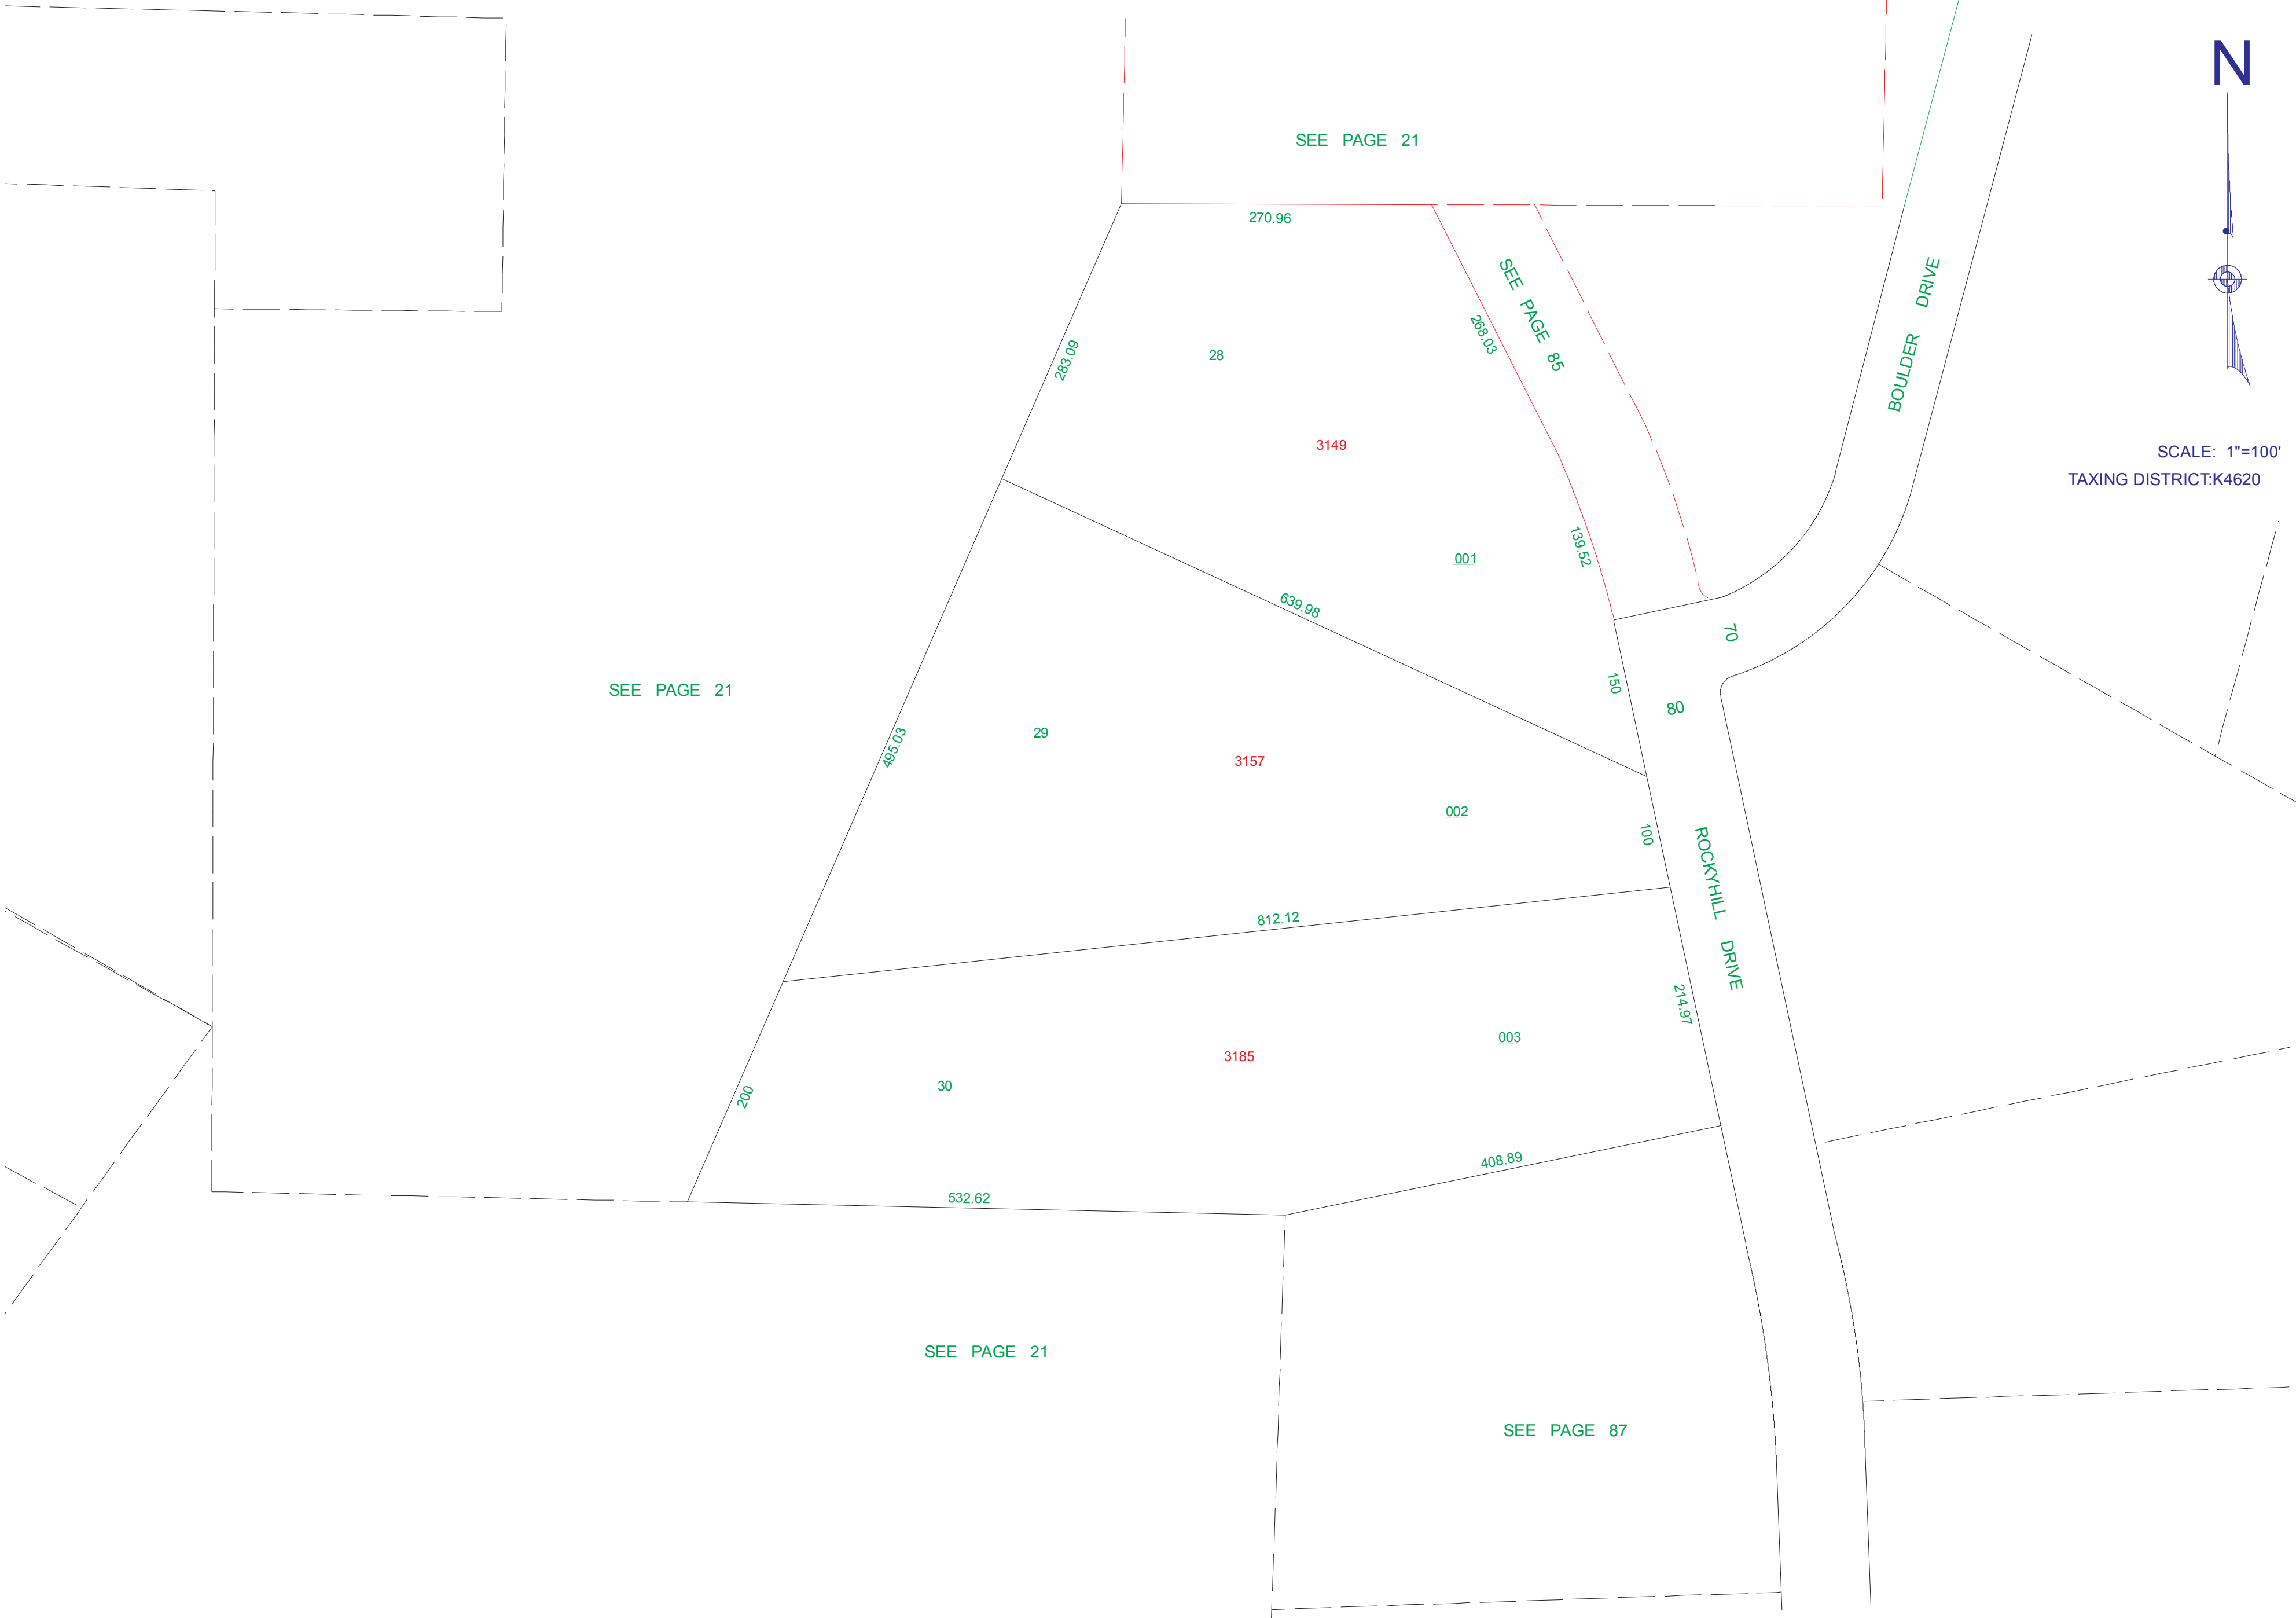 N
SEE PAGE 21
270.96
SEE PAGE 85
268.03
BOULDER DRIVE
283.09
28
3149
SCALE: 1"=100'
TAXING DISTRICT:K4620
139.52
001
639.98
70
150
SEE PAGE 21
80
29
495.03
3157
002
100
ROCKYHILL DRIVE
812.12
214.97
003
3185
30
200
408.89
532.62
SEE PAGE 21
SEE PAGE 87